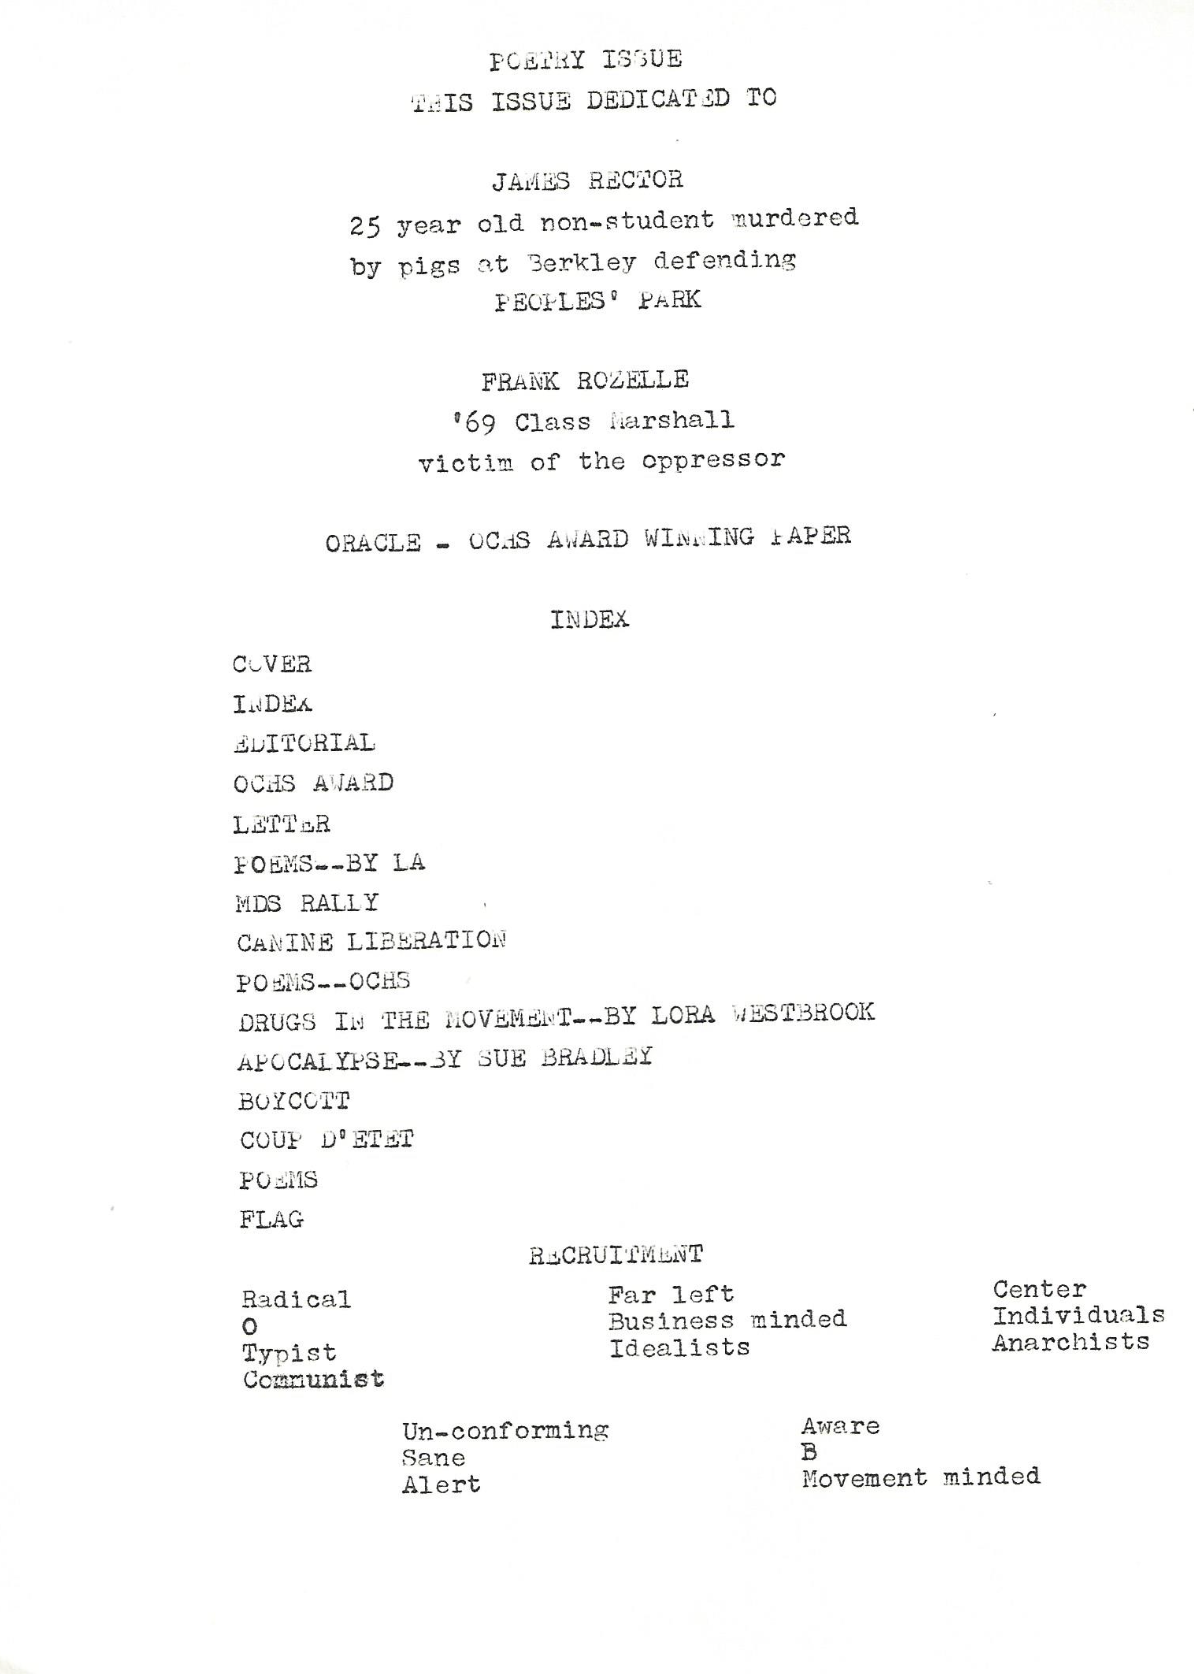 POETRY ISSUE
THIS ISSUE DEDICATED TO
JAMES RECTOR
25 year old non-student murdered
by pigs at Berkley defending
PEOPLES' PARK
FRANK ROZELLE
'69 Class Marshall
victim of the oppressor
ORACLE - OCHS AWARD WINNING PAPER
INDEX
COVER
INDEX
EDITORIAL
OCHS AWARD
LETTER
POEMS--BY LA
MDS RALLY
CANINE LIBERATION
POEMS--OCHS
DRUGS IN THE MOVEMENT--BY LORA WESTBROOK
APOCALYPSE--BY SUE BRADLEY
BOYCOTT
COUP D'ETET
POEMS
FLAG
RECRUITMENT
Radical
O
Typist
Communist
Far left
Business minded
Idealists
Center
Individuals
Anarchists
Un-conforming
Sane
Alert
Aware
B
Movement minded